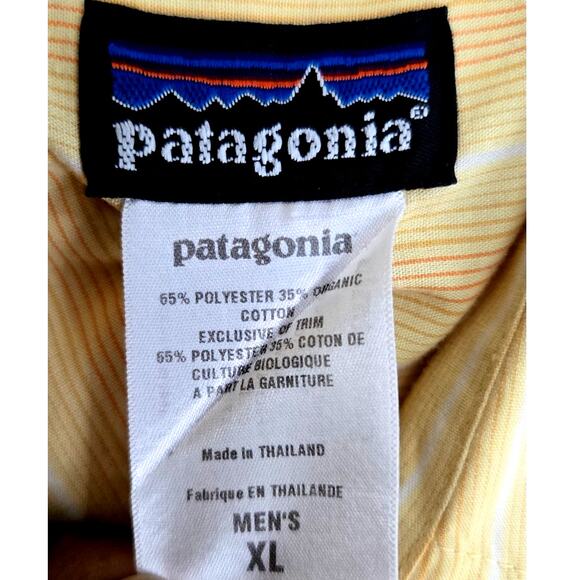 patagonia®
patagonia
65% POLYESTER 35% ORGANIC
COTTON
EXCLUSIVE OF TRIM
65% POLYESTER 35% COTON DE
CULTURE BIOLOGIQUE
A PART LA GARNITURE
Made in THAILAND
Fabrique EN THAILANDE
MEN'S
XL